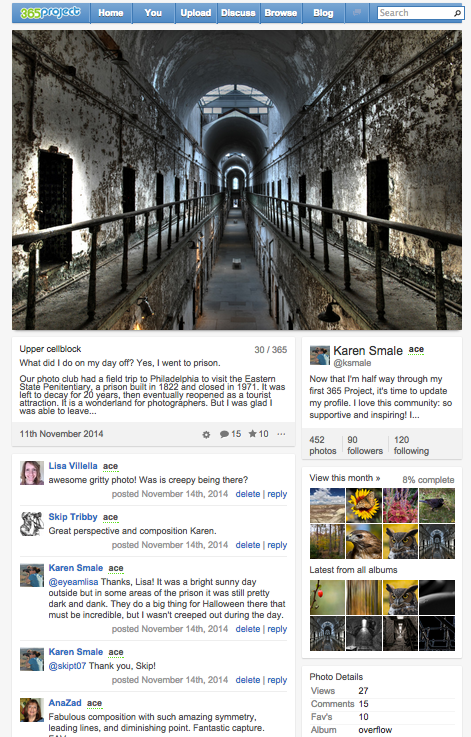 365project Home You Upload Discuss Browse Blog Search
Upper cellblock 30 / 365
What did I do on my day off? Yes, I went to prison.
Our photo club had a field trip to Philadelphia to visit the Eastern
State Penitentiary, a prison built in 1822 and closed in 1971. It was
left to decay for 20 years, then eventually reopened as a tourist
attraction. It is a wonderful for photographers. But I was glad I
was able to leave...
11th November 2014 15 10 ...
Lisa Villella ace
awesome gritty photo! Was is creepy being there?
posted November 14th, 2014 delete | reply
Skip Tribby ace
Great perspective and composition Karen.
posted November 14th, 2014 delete | reply
Karen Smale ace
@eyeamlisa Thanks, Lisa! It was a bright sunny day
outside but in some areas of the prison it was still pretty
dark and dank. They do a big thing for Halloween there that
must be incredible, but I wasn't creeped out during the day.
posted November 14th, 2014 delete | reply
Karen Smale ace
@skipt07 Thank you, Skip!
posted November 14th, 2014 delete | reply
AnaZad ace
Fabulous composition with such amazing symmetry,
leading lines, and diminishing point. Fantastic capture.
Karen Smale ace
@ksmale
Now that I'm half way through my
first 365 Project, it's time to update
my profile. I love this community: so
supportive and inspiring! I...
452 90 120
photos followers following
View this month » 8% complete
Latest from all albums
Photo Details
Views 27
Comments 15
Fav's 10
Album overflow